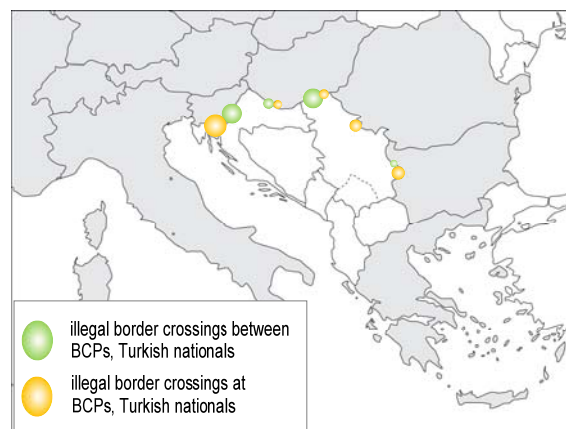 illegal border crossings between
BCPs, Turkish nationals
illegal border crossings at
BCPs, Turkish nationals